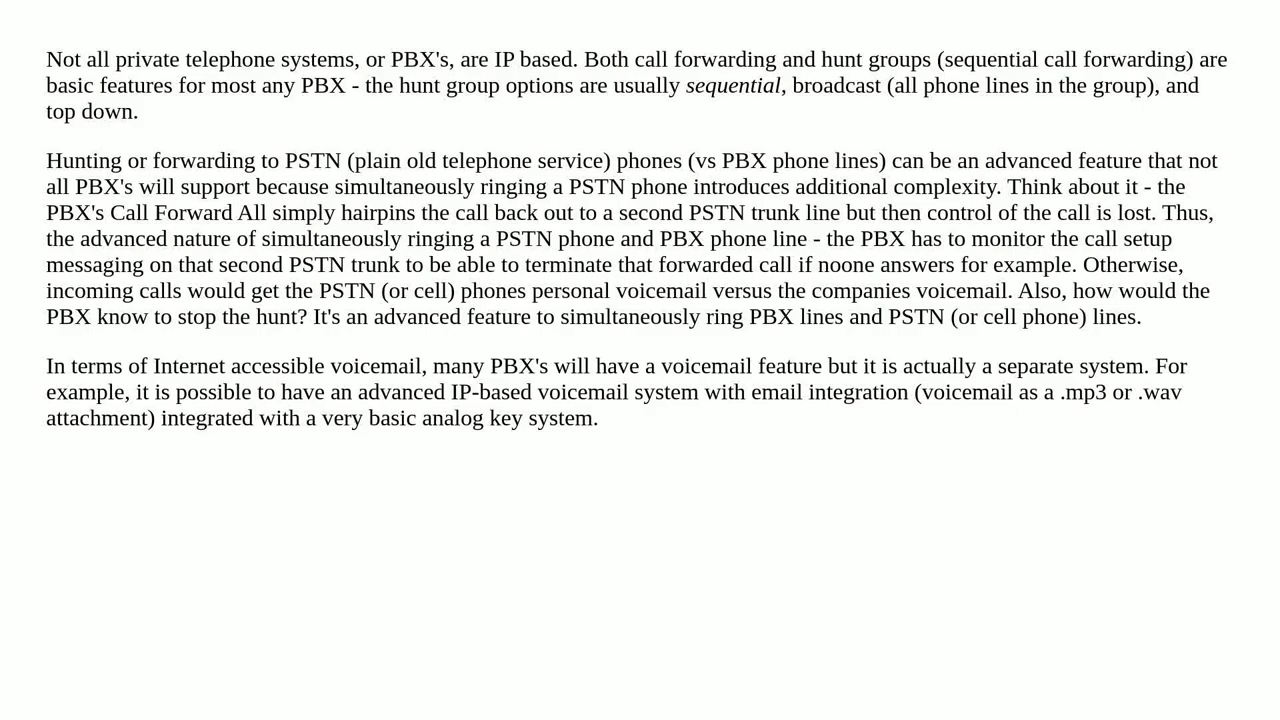 Not all private telephone systems, or PBX's, are IP based. Both call forwarding and hunt groups (sequential call forwarding) are
basic features for most any PBX - the hunt group options are usually sequential, broadcast (all phone lines in the group), and
top down.
Hunting or forwarding to PSTN (plain old telephone service) phones (vs PBX phone lines) can be an advanced feature that not
all PBX's will support because simultaneously ringing a PSTN phone introduces additional complexity. Think about it - the
PBX's Call Forward All simply hairpins the call back out to a second PSTN trunk line but then control of the call is lost. Thus,
the advanced nature of simultaneously ringing a PSTN phone and PBX phone line - the PBX has to monitor the call setup
messaging on that second PSTN trunk to be able to terminate that forwarded call if noone answers for example. Otherwise,
incoming calls would get the PSTN (or cell) phones personal voicemail versus the companies voicemail. Also, how would the
PBX know to stop the hunt? It's an advanced feature to simultaneously ring PBX lines and PSTN (or cell phone) lines.
In terms of Internet accessible voicemail, many PBX's will have a voicemail feature but it is actually a separate system. For
example, it is possible to have an advanced IP-based voicemail system with email integration (voicemail as a .mp3 or .wav
attachment) integrated with a very basic analog key system.